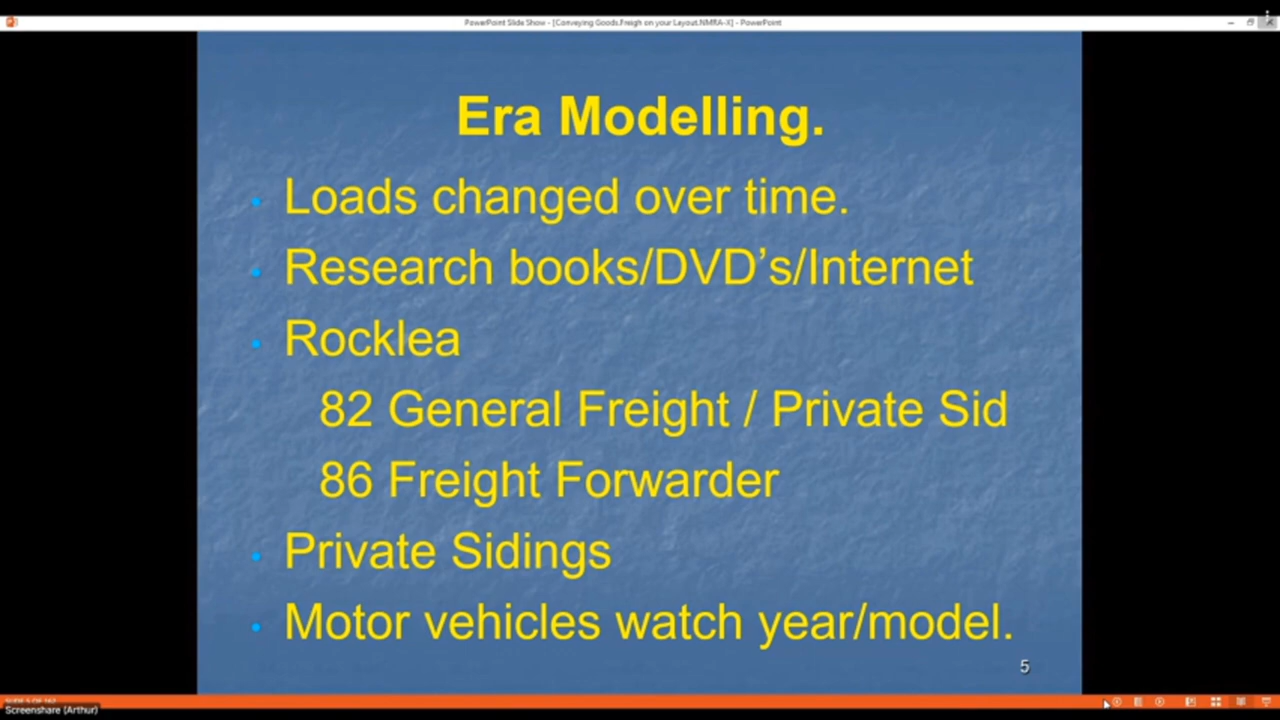 PowerPoint Slide Show - [Conveying Goods.Freigh on your Layout.NMRA-X] - PowerPoint
Era Modelling.
Loads changed over time.
Research books/DVD’s/Internet
Rocklea
82 General Freight / Private Sid
86 Freight Forwarder
Private Sidings
Motor vehicles watch year/model.
5
Screenshare (Arthur)